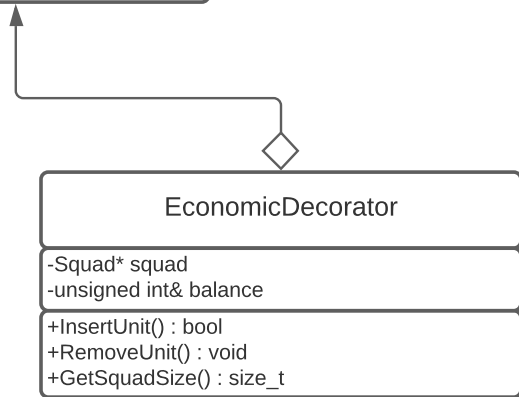 EconomicDecorator
-Squad* squad
-unsigned int& balance
+InsertUnit() : bool
+RemoveUnit() : void
+GetSquadSize() : size_t